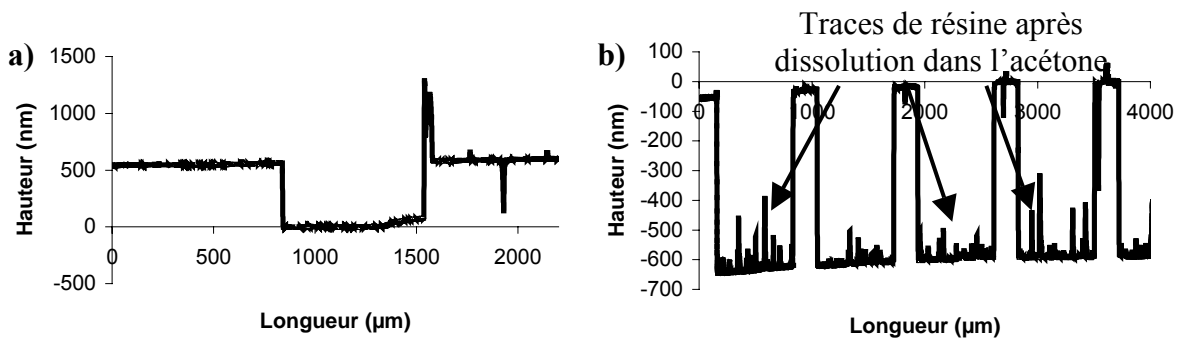 a)
1500
1000
500
0
-500
Hauteur (nm)
0 500 1000 1500 2000
Longueur (µm)
b)
Traces de résine après
dissolution dans l'acétone
100
0
-100
-200
-300
-400
-500
-600
-700
Hauteur (nm)
0 1000 2000 3000 4000
Longueur (µm)